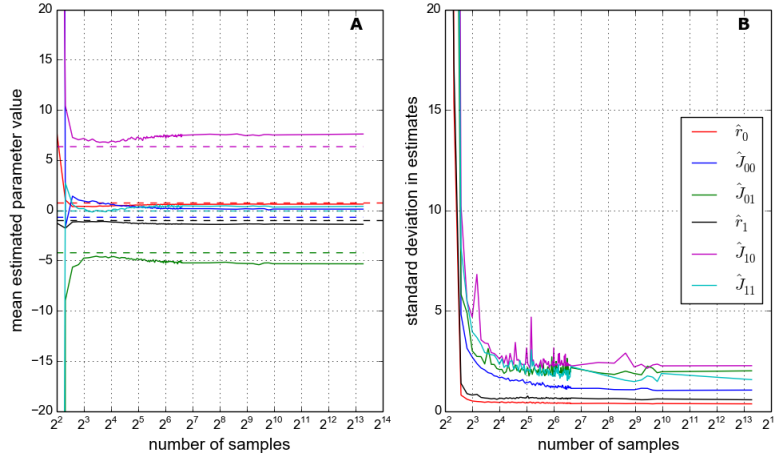 A
20
15
10
5
0
−5
−10
−15
−20
mean estimated parameter value
2^2 2^3 2^4 2^5 2^6 2^7 2^8 2^9 2^10 2^11 2^12 2^13 2^14
number of samples
B
20
15
10
5
0
standard deviation in estimates
2^2 2^3 2^4 2^5 2^6 2^7 2^8 2^9 2^10 2^11 2^12 2^13 2^1
number of samples
r̂_0
Ĵ_00
Ĵ_01
r̂_1
Ĵ_10
Ĵ_11